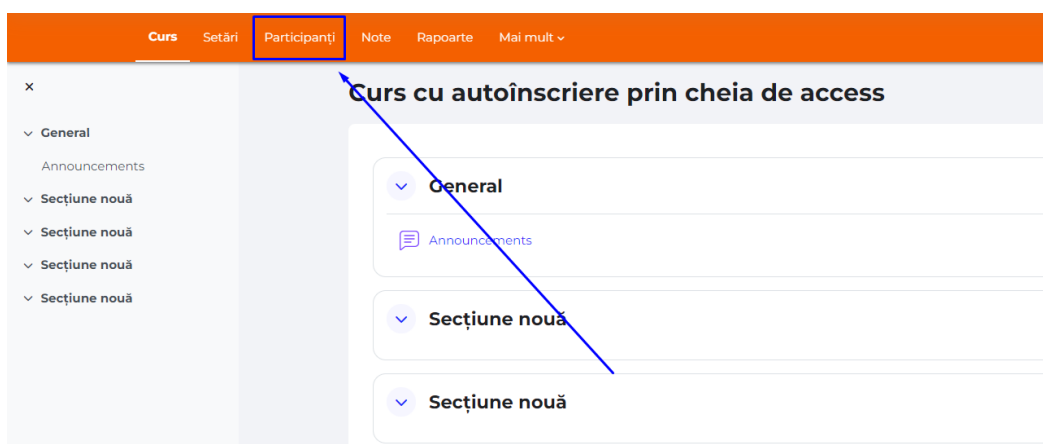 Curs Setări Participanți Note Rapoarte Mai mult
Curs cu autoînscriere prin cheia de access
General
Announcements
Secțiune nouă
Secțiune nouă
Secțiune nouă
Secțiune nouă
General
Announcements
Secțiune nouă
Secțiune nouă